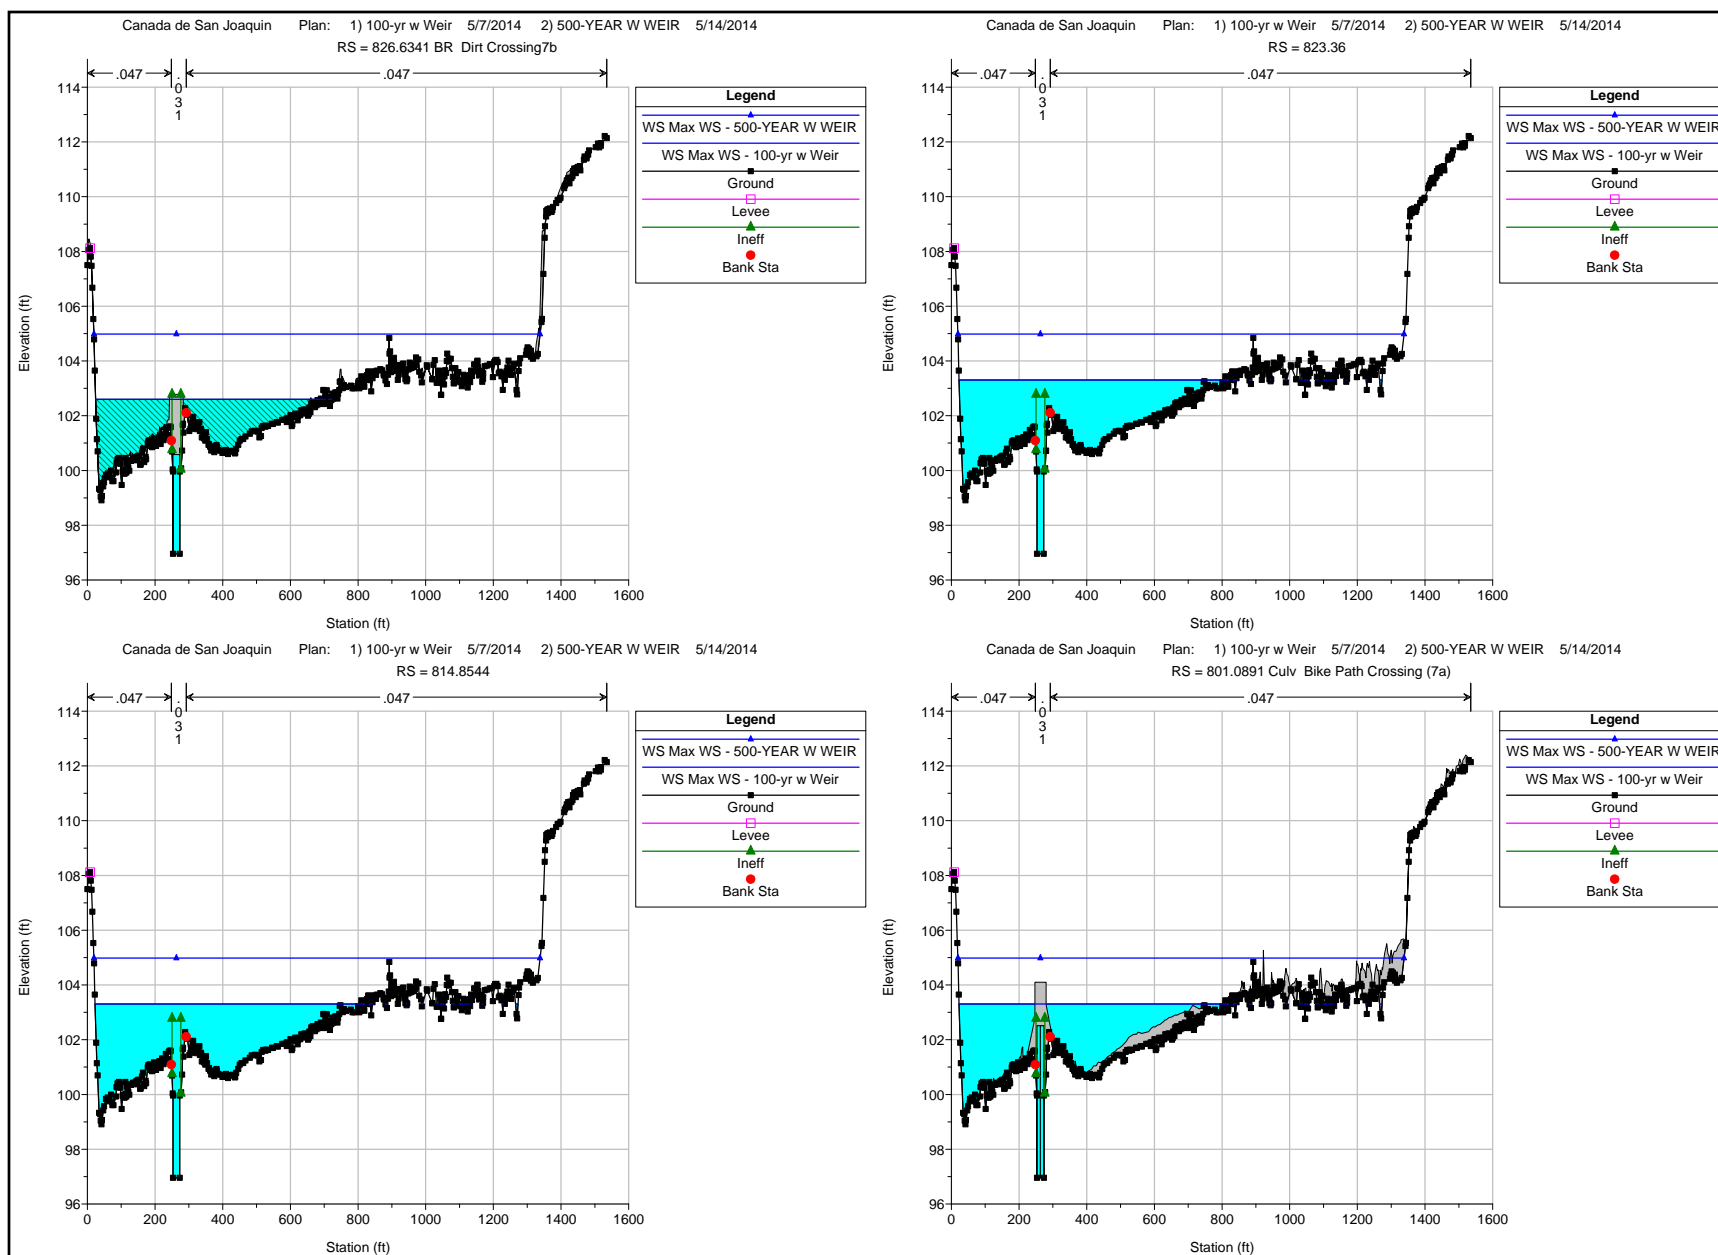 Canada de San Joaquin Plan: 1) 100-yr w Weir 5/7/2014 2) 500-YEAR W WEIR 5/14/2014
RS = 826.6341 BR Dirt Crossing7b
.047 .031 .047
114
112
110
108
106
104
102
100
98
96
Elevation (ft)
0 200 400 600 800 1000 1200 1400 1600
Station (ft)
Legend
WS Max WS - 500-YEAR W WEIR
WS Max WS - 100-yr w Weir
Ground
Levee
Ineff
Bank Sta
Canada de San Joaquin Plan: 1) 100-yr w Weir 5/7/2014 2) 500-YEAR W WEIR 5/14/2014
RS = 823.36
.047 .031 .047
114
112
110
108
106
104
102
100
98
96
Elevation (ft)
0 200 400 600 800 1000 1200 1400 1600
Station (ft)
Legend
WS Max WS - 500-YEAR W WEIR
WS Max WS - 100-yr w Weir
Ground
Levee
Ineff
Bank Sta
Canada de San Joaquin Plan: 1) 100-yr w Weir 5/7/2014 2) 500-YEAR W WEIR 5/14/2014
RS = 814.8544
.047 .031 .047
114
112
110
108
106
104
102
100
98
96
Elevation (ft)
0 200 400 600 800 1000 1200 1400 1600
Station (ft)
Legend
WS Max WS - 500-YEAR W WEIR
WS Max WS - 100-yr w Weir
Ground
Levee
Ineff
Bank Sta
Canada de San Joaquin Plan: 1) 100-yr w Weir 5/7/2014 2) 500-YEAR W WEIR 5/14/2014
RS = 801.0891 Culv Bike Path Crossing (7a)
.047 .031 .047
114
112
110
108
106
104
102
100
98
96
Elevation (ft)
0 200 400 600 800 1000 1200 1400 1600
Station (ft)
Legend
WS Max WS - 500-YEAR W WEIR
WS Max WS - 100-yr w Weir
Ground
Levee
Ineff
Bank Sta